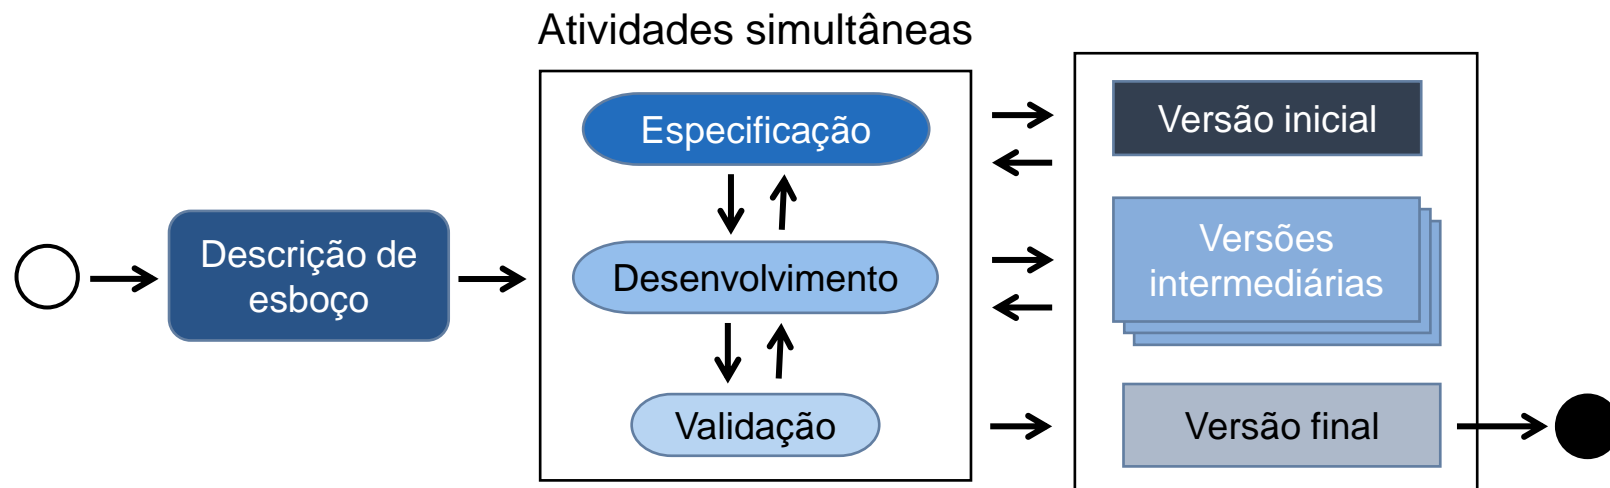 Atividades simultâneas
Descrição de
esboço
Especificação
Desenvolvimento
Validação
Versão inicial
Versões
intermediárias
Versão final